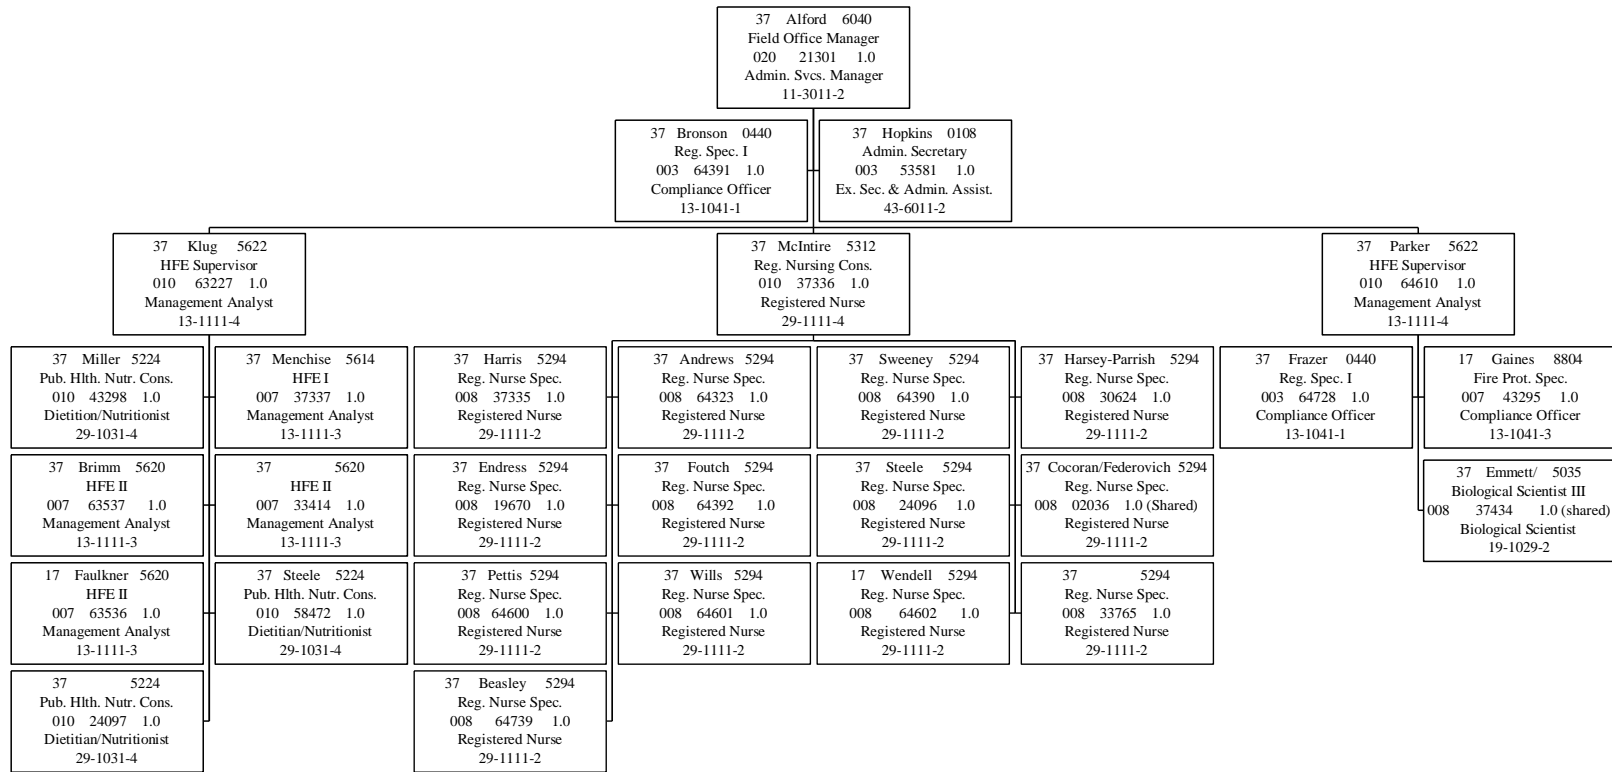 37 Alford 6040
Field Office Manager
020 21301 1.0
Admin. Svcs. Manager
11-3011-2
37 Bronson 0440
Reg. Spec. I
003 64391 1.0
Compliance Officer
13-1041-1
37 Hopkins 0108
Admin. Secretary
003 53581 1.0
Ex. Sec. & Admin. Assist.
43-6011-2
37 Klug 5622
HFE Supervisor
010 63227 1.0
Management Analyst
13-1111-4
37 McIntire 5312
Reg. Nursing Cons.
010 37336 1.0
Registered Nurse
29-1111-4
37 Parker 5622
HFE Supervisor
010 64610 1.0
Management Analyst
13-1111-4
37 Miller 5224
Pub. Hlth. Nutr. Cons.
010 43298 1.0
Dietition/Nutritionist
29-1031-4
37 Menchise 5614
HFE I
007 37337 1.0
Management Analyst
13-1111-3
37 Harris 5294
Reg. Nurse Spec.
008 37335 1.0
Registered Nurse
29-1111-2
37 Andrews 5294
Reg. Nurse Spec.
008 64323 1.0
Registered Nurse
29-1111-2
37 Sweeney 5294
Reg. Nurse Spec.
008 64390 1.0
Registered Nurse
29-1111-2
37 Harsey-Parrish 5294
Reg. Nurse Spec.
008 30624 1.0
Registered Nurse
29-1111-2
37 Frazer 0440
Reg. Spec. I
003 64728 1.0
Compliance Officer
13-1041-1
17 Gaines 8804
Fire Prot. Spec.
007 43295 1.0
Compliance Officer
13-1041-3
37 Brimm 5620
HFE II
007 63537 1.0
Management Analyst
13-1111-3
37 5620
HFE II
007 33414 1.0
Management Analyst
13-1111-3
37 Endress 5294
Reg. Nurse Spec.
008 19670 1.0
Registered Nurse
29-1111-2
37 Foutch 5294
Reg. Nurse Spec.
008 64392 1.0
Registered Nurse
29-1111-2
37 Steele 5294
Reg. Nurse Spec.
008 24096 1.0
Registered Nurse
29-1111-2
37 Cocoran/Federovich 5294
Reg. Nurse Spec.
008 02036 1.0 (Shared)
Registered Nurse
29-1111-2
37 Emmett/ 5035
Biological Scientist III
008 37434 1.0 (shared)
Biological Scientist
19-1029-2
17 Faulkner 5620
HFE II
007 63536 1.0
Management Analyst
13-1111-3
37 Steele 5224
Pub. Hlth. Nutr. Cons.
010 58472 1.0
Dietitian/Nutritionist
29-1031-4
37 Pettis 5294
Reg. Nurse Spec.
008 64600 1.0
Registered Nurse
29-1111-2
37 Wills 5294
Reg. Nurse Spec.
008 64601 1.0
Registered Nurse
29-1111-2
17 Wendell 5294
Reg. Nurse Spec.
008 64602 1.0
Registered Nurse
29-1111-2
37 5294
Reg. Nurse Spec.
008 33765 1.0
Registered Nurse
29-1111-2
37 5224
Pub. Hlth. Nutr. Cons.
010 24097 1.0
Dietitian/Nutritionist
29-1031-4
37 Beasley 5294
Reg. Nurse Spec.
008 64739 1.0
Registered Nurse
29-1111-2